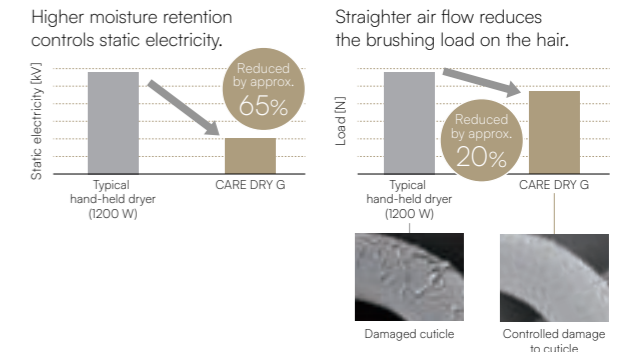 Higher moisture retention
controls static electricity.
Static electricity [kV]
Reduced
by approx.
65%
Typical
hand-held dryer
(1200 W)
CARE DRY G
Straighter air flow reduces
the brushing load on the hair.
Load [N]
Reduced
by approx.
20%
Typical
hand-held dryer
(1200 W)
CARE DRY G
Damaged cuticle
Controlled damage
to cuticle